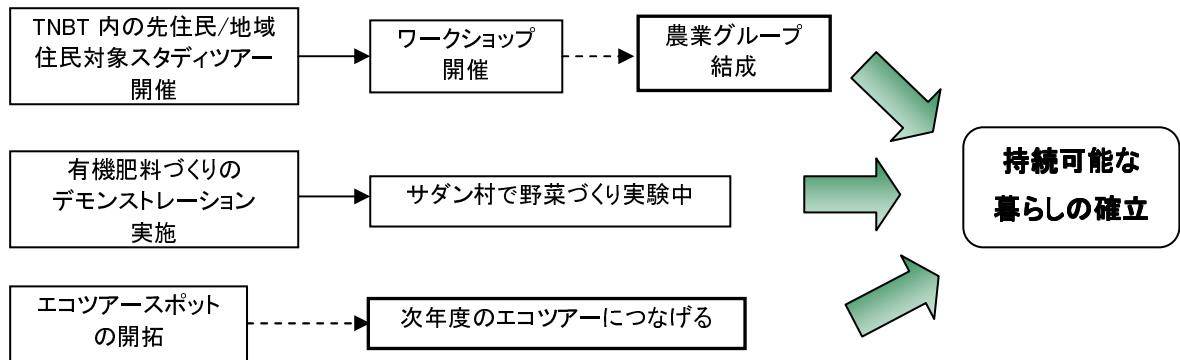 TNBT 内の先住民/地域
住民対象スタディツアー
開催
ワークショップ
開催
農業グループ
結成
有機肥料づくりの
デモンストレーション
実施
サダン村で野菜づくり実験中
エコツアースポット
の開拓
次年度のエコツアーにつなげる
持続可能な
暮らしの確立